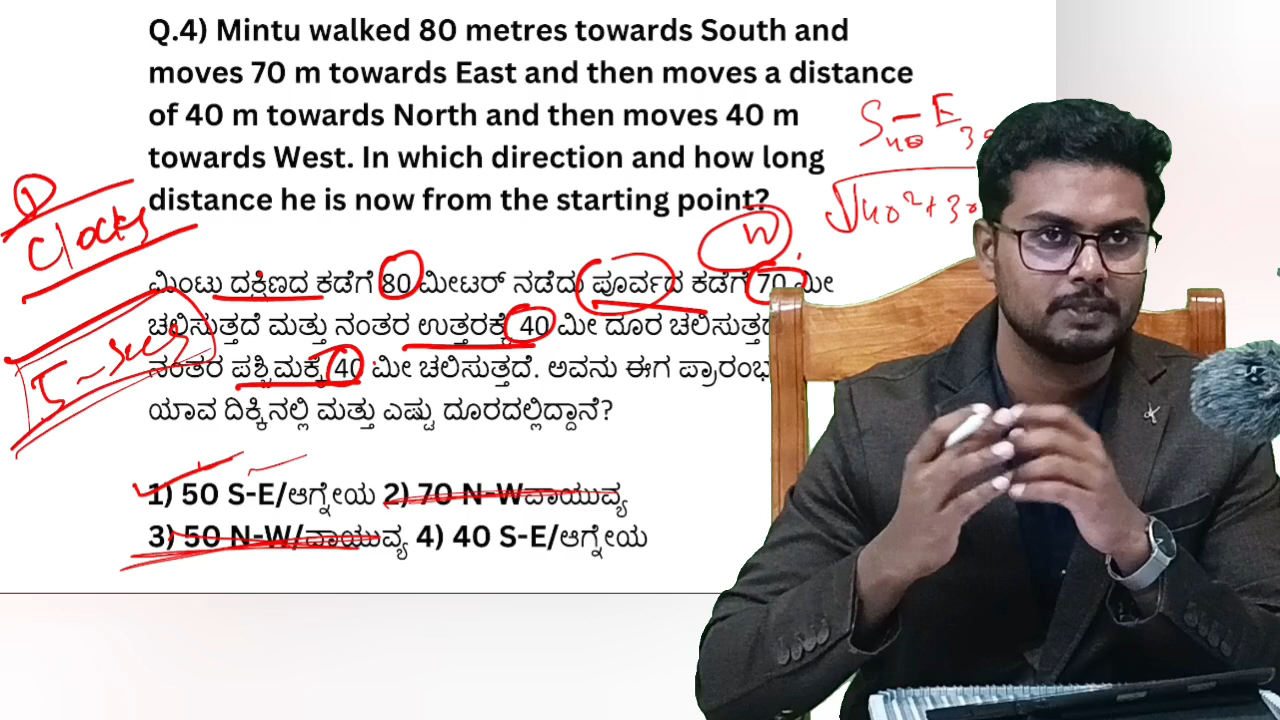 Q.4) Mintu walked 80 metres towards South and
moves 70 m towards East and then moves a distance
of 40 m towards North and then moves 40 m
towards West. In which direction and how long
distance he is now from the starting point?
S40 - E30
√40²+30
W
Clocks
ಮಿಂಟು ದಕ್ಷಿಣದ ಕಡೆಗೆ 80 ಮೀಟರ್ ನಡೆದು ಪೂರ್ವದ ಕಡೆಗೆ 70 ಮೀ
ಚಲಿಸುತ್ತದೆ ಮತ್ತು ನಂತರ ಉತ್ತರಕ್ಕೆ 40 ಮೀ ದೂರ
ನಂತರ ಪಶ್ಚಿಮಕ್ಕೆ 40 ಮೀ ಚಲಿಸುತ್ತದೆ. ಅವನು ಈಗ
ಯಾವ ದಿಕ್ಕಿನಲ್ಲಿ ಮತ್ತು ಎಷ್ಟು ದೂರದಲ್ಲಿದ್ದಾನೆ?
1) 50 S-E/ಆಗ್ನೇಯ 2) 70 N-Wವಾಯುವ್ಯ
3) 50 N-W/ವಾಯುವ್ಯ 4) 40 S-E/ಆಗ್ನೇಯ